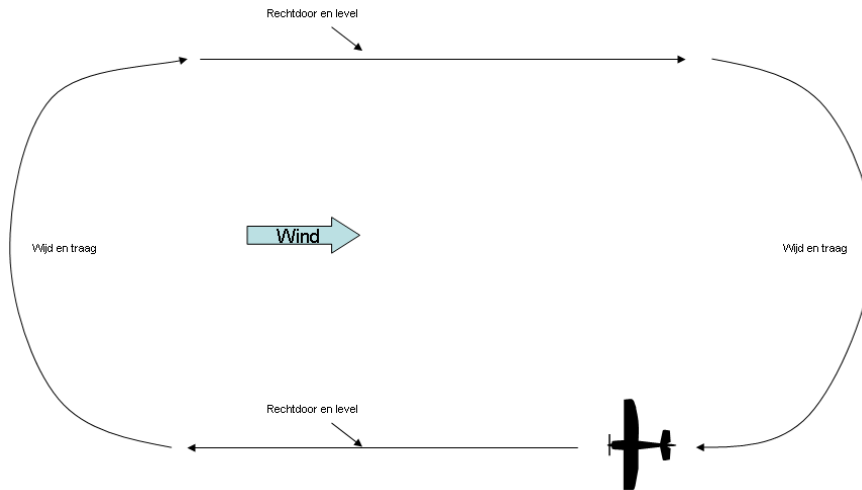 Rechtdoor en level
Wind
Wijd en traag
Wijd en traag
Rechtdoor en level